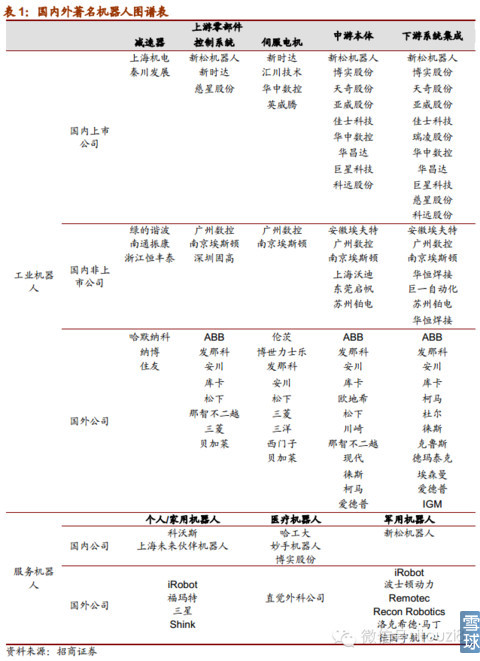 表 1：国内外著名机器人图谱表
上游零部件
减速器 控制系统 伺服电机 中游本体 下游系统集成
上海机电 新松机器人 新时达 新松机器人 新松机器人
秦川发展 新时达 汇川技术 博实股份 博实股份
慈星股份 华中数控 天奇股份 天奇股份
英威腾 亚威股份 亚威股份
佳士科技 佳士科技
国内上市公司 华中数控 瑞凌股份
华昌达 华中数控
巨星科技 华昌达
科远股份 巨星科技
慈星股份
科远股份
工业机器人
绿的谐波 广州数控 广州数控 安徽埃夫特 安徽埃夫特
南通振康 南京埃斯顿 南京埃斯顿 广州数控 广州数控
浙江恒丰泰 深圳固高 南京埃斯顿 南京埃斯顿
国内非上市公司 上海沃迪 华恒焊接
东莞启帆 巨一自动化
苏州铂电 苏州铂电
华恒焊接
哈默纳科 ABB 伦茨 ABB ABB
纳博 发那科 博世力士乐 发那科 发那科
住友 安川 发那科 安川 安川
库卡 安川 库卡 库卡
松下 松下 欧地希 柯马
国外公司 那智不二越 三菱 松下 杜尔
三菱 三洋 川崎 徕斯
贝加莱 西门子 那智不二越 克鲁斯
贝加莱 现代 德玛泰克
徕斯 埃森曼
柯马 爱德普
爱德普 IGM
个人/家用机器人 医疗机器人 军用机器人
国内公司 科沃斯 哈工大 新松机器人
上海未来伙伴机器人 妙手机器人
博实股份
服务机器人
国外公司 iRobot 直觉外科公司 iRobot
福玛特 波士顿动力
三星 Remotec
Shink Recon Robotics
洛克希德·马丁
德国宇航中心
资料来源：招商证券
雪球